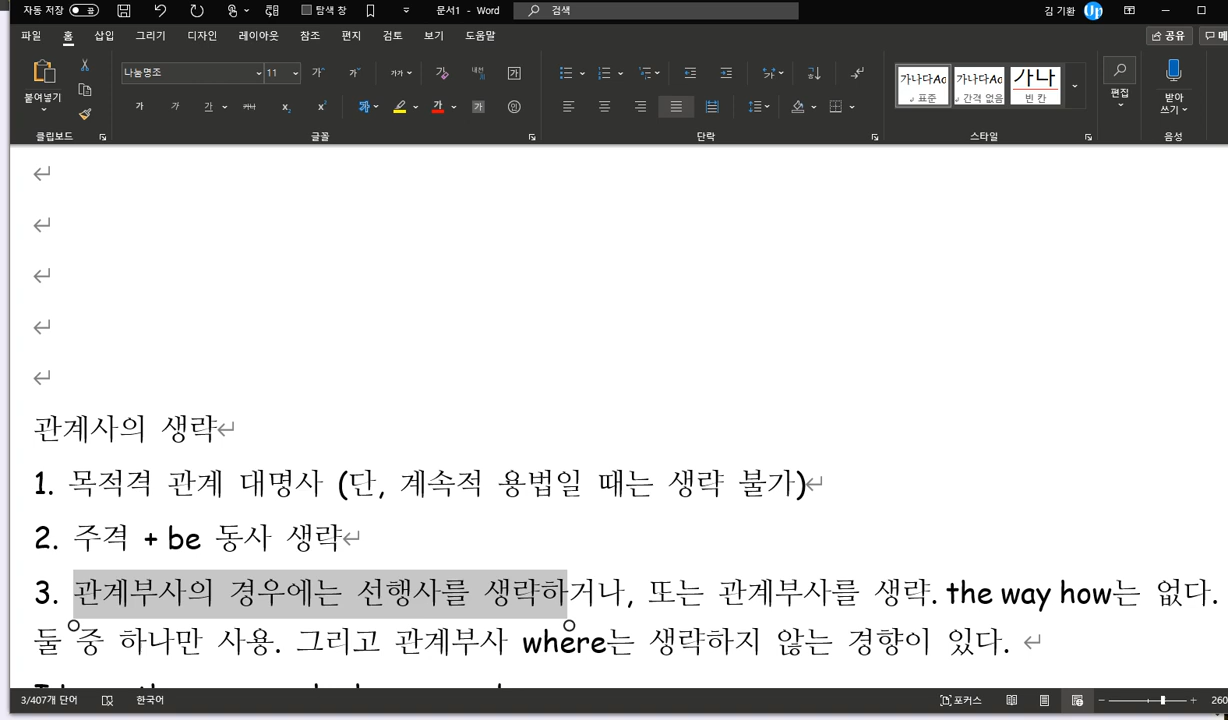 자동 저장 탐색 창 문서1 - Word 검색 김 기환
파일 홈 삽입 그리기 디자인 레이아웃 참조 편지 검토 보기 도움말 공유 메
나눔명조 11
붙여넣기
가나다AaI 가나다AaI 가나
표준 간격 없음 빈 칸
편집 받아
쓰기
클립보드 글꼴 단락 스타일 음성
관계사의 생략
1. 목적격 관계 대명사 (단, 계속적 용법일 때는 생략 불가)
2. 주격 + be 동사 생략
3. 관계부사의 경우에는 선행사를 생략하거나, 또는 관계부사를 생략. the way how는 없다.
둘 중 하나만 사용. 그리고 관계부사 where는 생략하지 않는 경향이 있다.
3/407개 단어 한국어 포커스 260